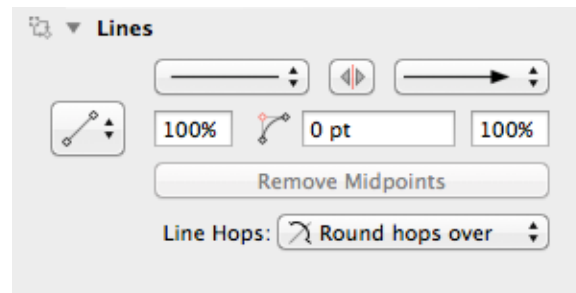 Lines
100% 0 pt 100%
Remove Midpoints
Line Hops: Round hops over